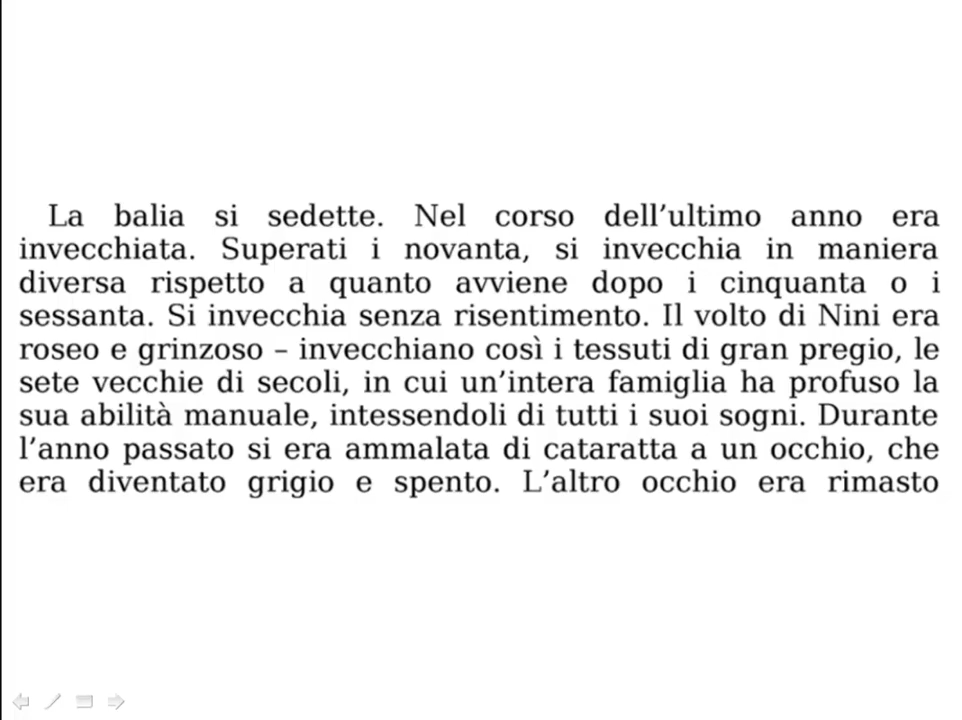 La balia si sedette. Nel corso dell’ultimo anno era
invecchiata. Superati i novanta, si invecchia in maniera
diversa rispetto a quanto avviene dopo i cinquanta o i
sessanta. Si invecchia senza risentimento. Il volto di Nini era
roseo e grinzoso – invecchiano così i tessuti di gran pregio, le
sete vecchie di secoli, in cui un’intera famiglia ha profuso la
sua abilità manuale, intessendoli di tutti i suoi sogni. Durante
l’anno passato si era ammalata di cataratta a un occhio, che
era diventato grigio e spento. L’altro occhio era rimasto